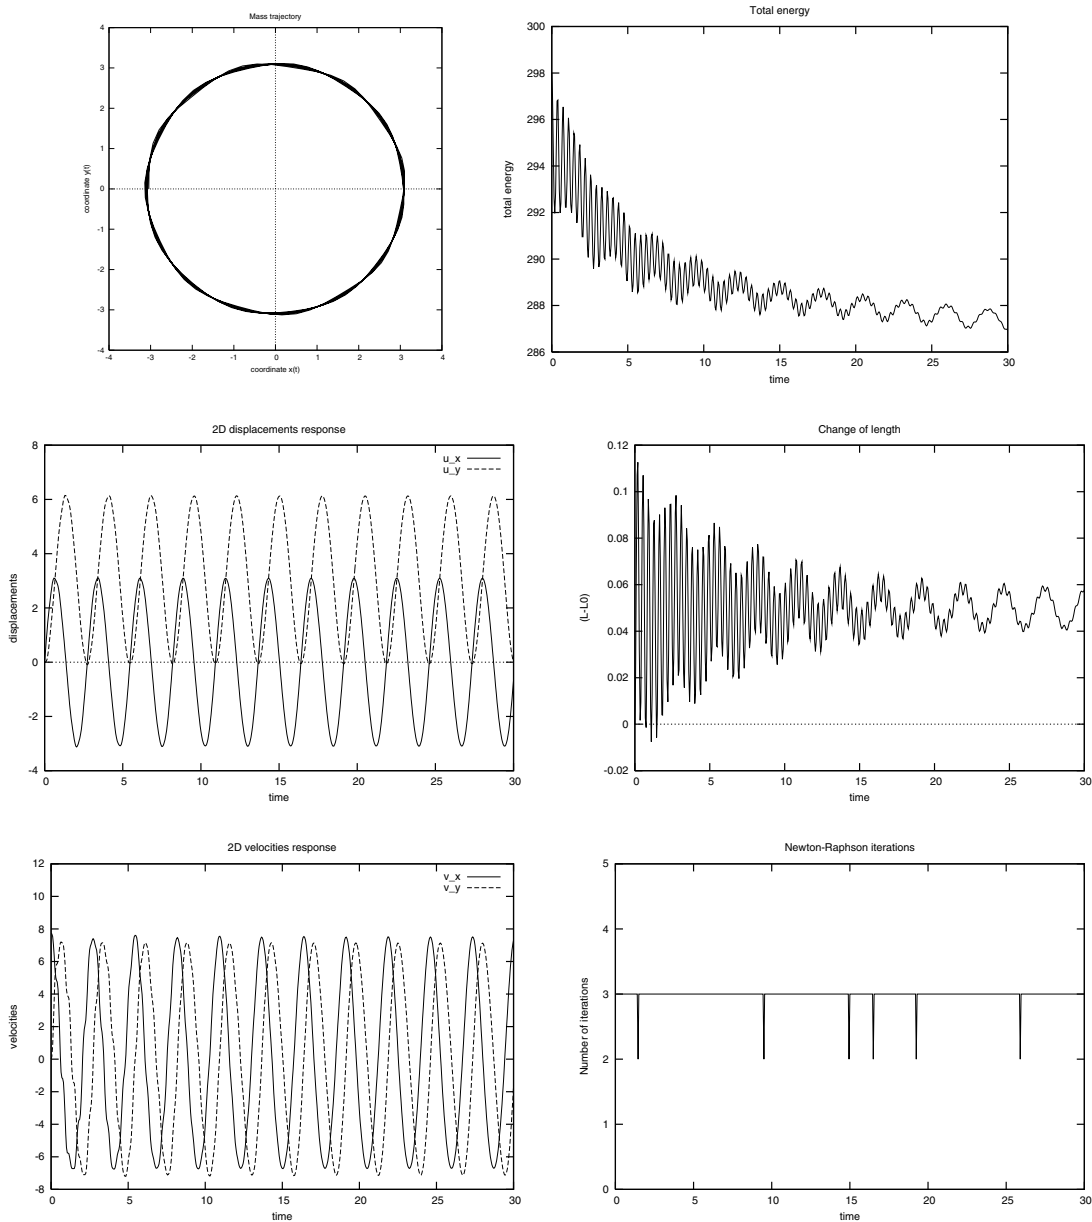 Mass trajectory
4
3
2
1
0
-1
-2
-3
-4
coordinate y(t)
-4 -3 -2 -1 0 1 2 3 4
coordinate x(t)
Total energy
300
298
296
294
292
290
288
286
total energy
0 5 10 15 20 25 30
time
2D displacements response
u_x
u_y
8
6
4
2
0
-2
-4
displacements
0 5 10 15 20 25 30
time
Change of length
0.12
0.1
0.08
0.06
0.04
0.02
0
-0.02
(L-L0)
0 5 10 15 20 25 30
time
2D velocities response
v_x
v_y
12
10
8
6
4
2
0
-2
-4
-6
-8
velocities
0 5 10 15 20 25 30
time
Newton-Raphson iterations
5
4
3
2
1
0
Number of iterations
0 5 10 15 20 25 30
time